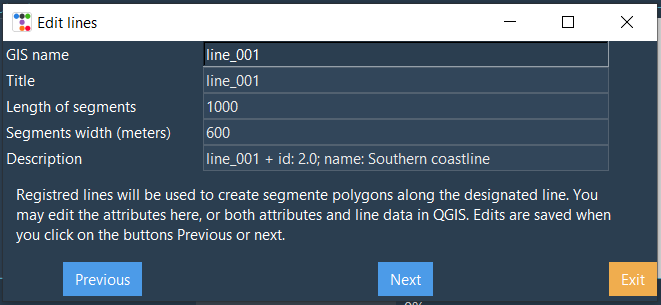 Edit lines
GIS name line_001
Title line_001
Length of segments 1000
Segments width (meters) 600
Description line_001 + id: 2.0; name: Southern coastline
Registred lines will be used to create segmente polygons along the designated line. You
may edit the attributes here, or both attributes and line data in QGIS. Edits are saved when
you click on the buttons Previous or next.
Previous Next Exit